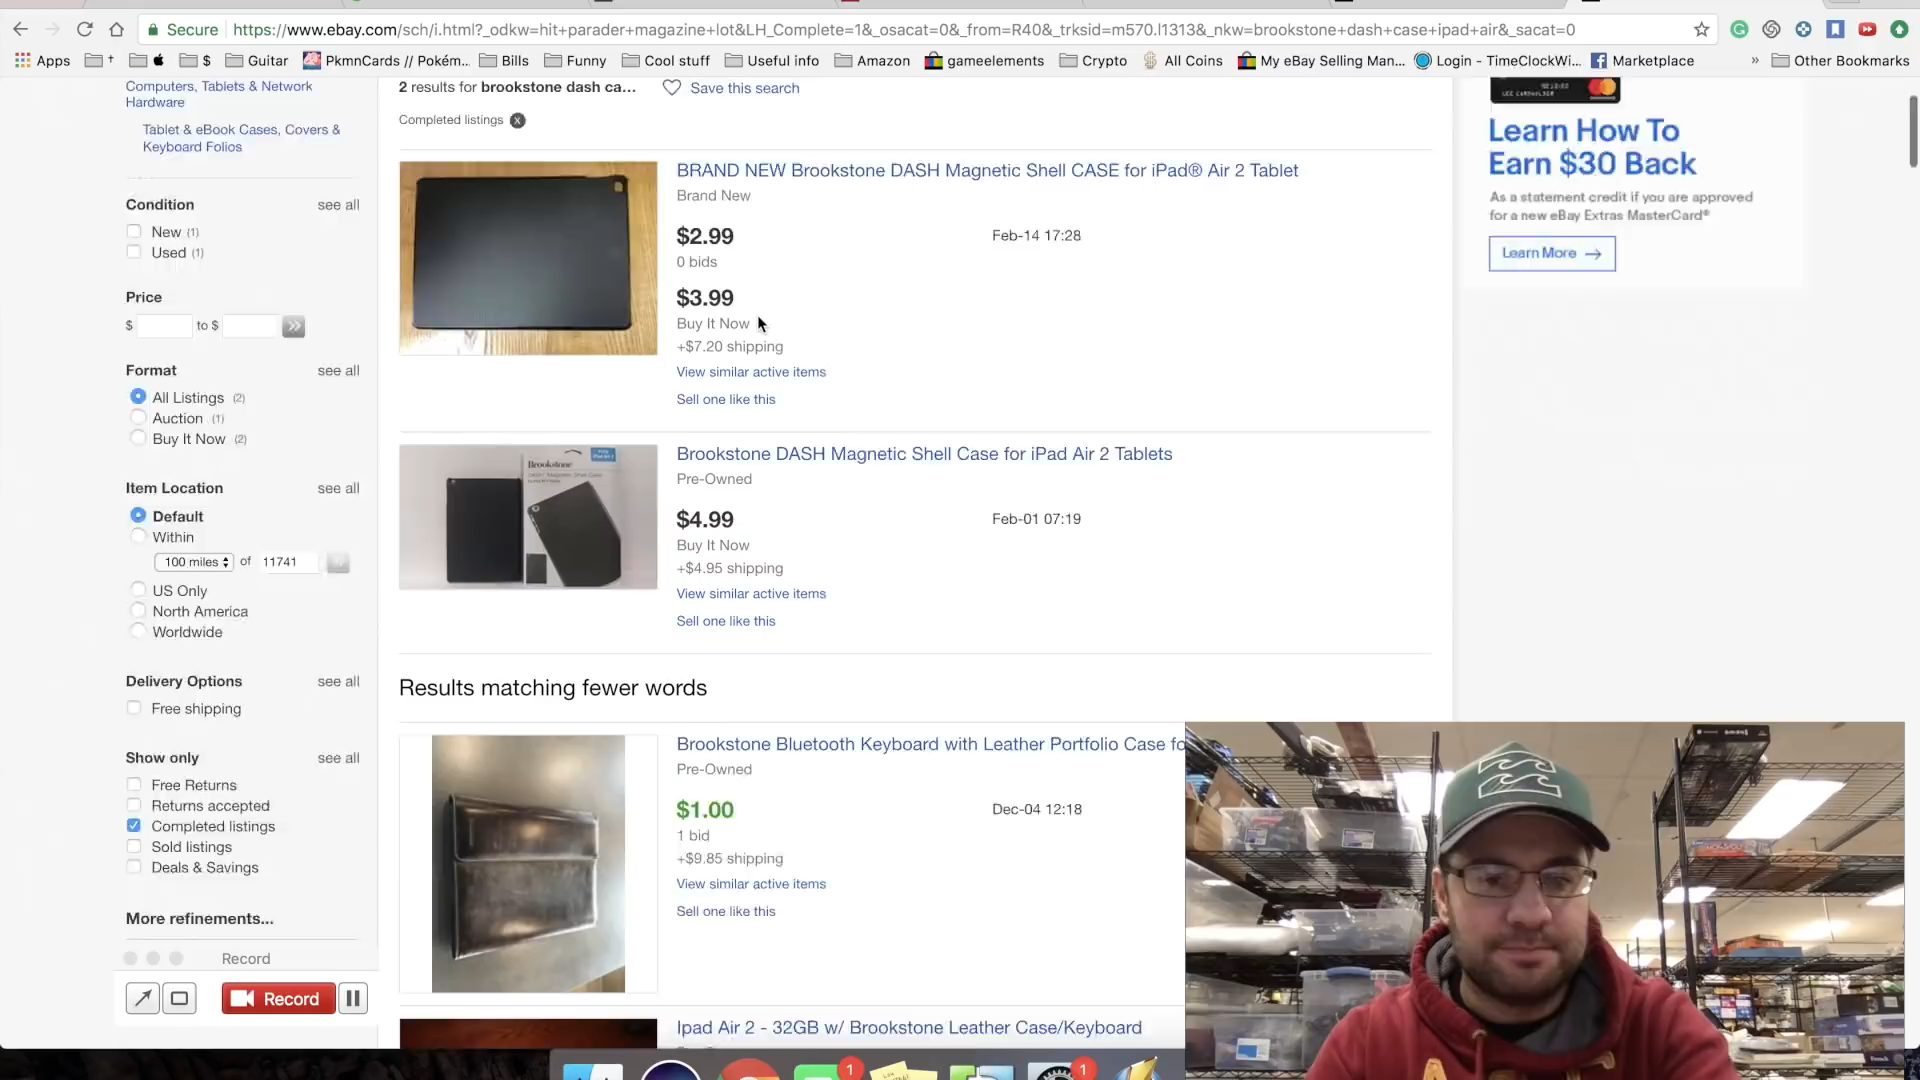 Secure
https://www.ebay.com/sch/i.html?_odkw=hit+parader+magazine+lot&LH_Complete=1&_osacat=0&_from=R40&_trksid=m570.l1313&_nkw=brookstone+dash+case+ipad+air&_sacat=0
Apps † $ Guitar PkmnCards // Pokém... Bills Funny Cool stuff Useful info Amazon gameelements Crypto All Coins My eBay Selling Man... Login - TimeClockWi... Marketplace » Other Bookmarks
Computers, Tablets & Network
Hardware
Tablet & eBook Cases, Covers &
Keyboard Folios
Condition see all
New (1)
Used (1)
Price
$ to $
Format see all
All Listings (2)
Auction (1)
Buy It Now (2)
Item Location see all
Default
Within
100 miles of 11741
US Only
North America
Worldwide
Delivery Options see all
Free shipping
Show only see all
Free Returns
Returns accepted
Completed listings
Sold listings
Deals & Savings
More refinements...
Record
Record
2 results for brookstone dash ca... Save this search
Completed listings X
BRAND NEW Brookstone DASH Magnetic Shell CASE for iPad® Air 2 Tablet
Brand New
$2.99 Feb-14 17:28
0 bids
$3.99
Buy It Now
+$7.20 shipping
View similar active items
Sell one like this
Brookstone
Brookstone DASH Magnetic Shell Case for iPad Air 2 Tablets
Pre-Owned
$4.99 Feb-01 07:19
Buy It Now
+$4.95 shipping
View similar active items
Sell one like this
Results matching fewer words
Brookstone Bluetooth Keyboard with Leather Portfolio Case fo
Pre-Owned
$1.00 Dec-04 12:18
1 bid
+$9.85 shipping
View similar active items
Sell one like this
Ipad Air 2 - 32GB w/ Brookstone Leather Case/Keyboard
Learn How To
Earn $30 Back
As a statement credit if you are approved
for a new eBay Extras MasterCard®
Learn More
1
1